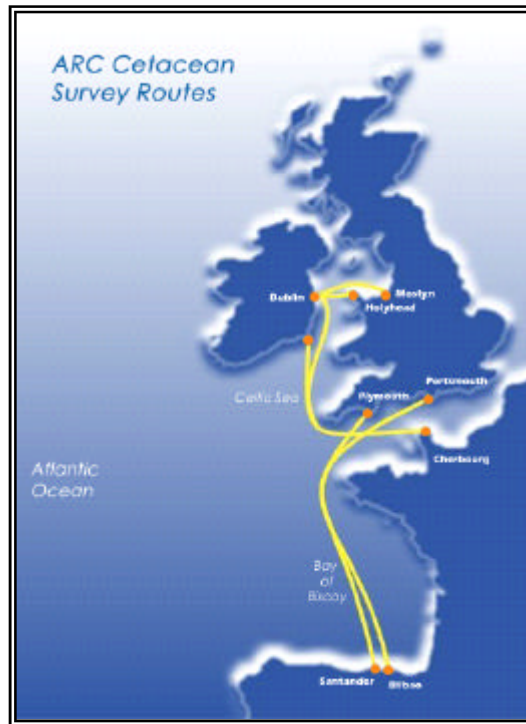 ARC Cetacean
Survey Routes
Dublin
Mostyn
Holyhead
Celtic Sea
Portsmouth
Plymouth
Cherbourg
Atlantic
Ocean
Bay
of
Biscay
Santander
Bilbao